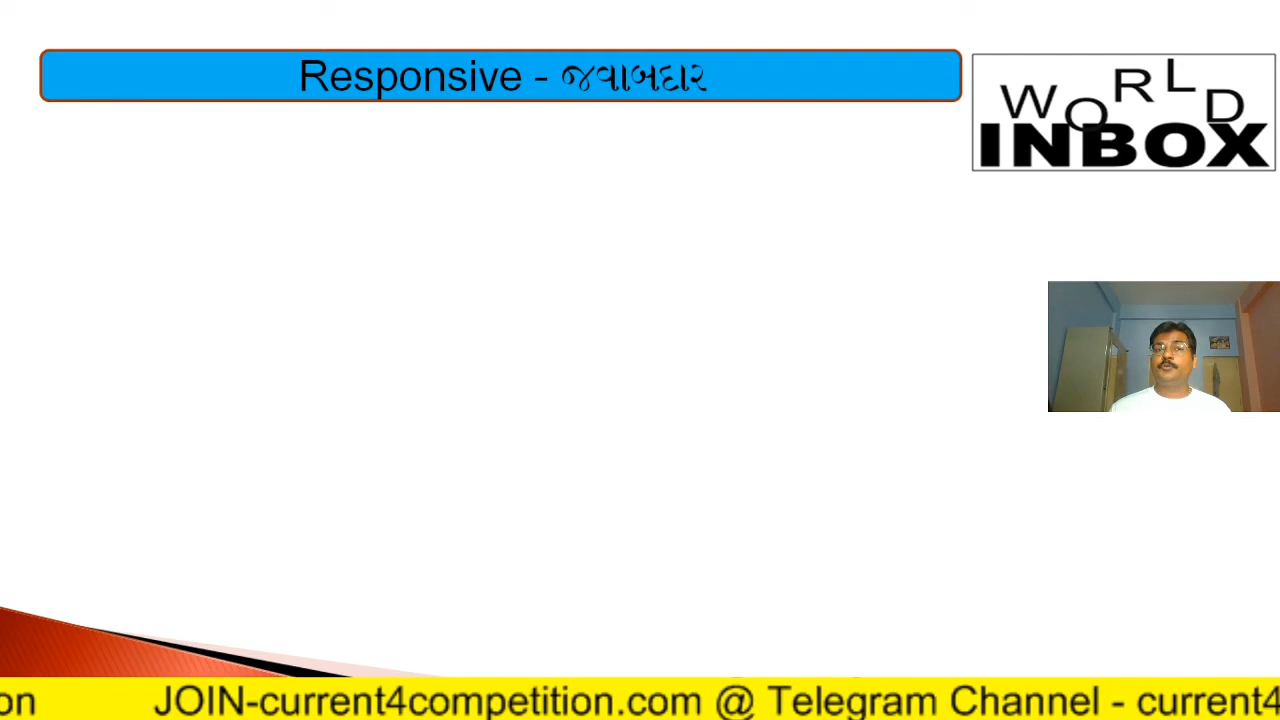 Responsive - જવાબદાર
WORLD
INBOX
on JOIN-current4competition.com @ Telegram Channel - current4